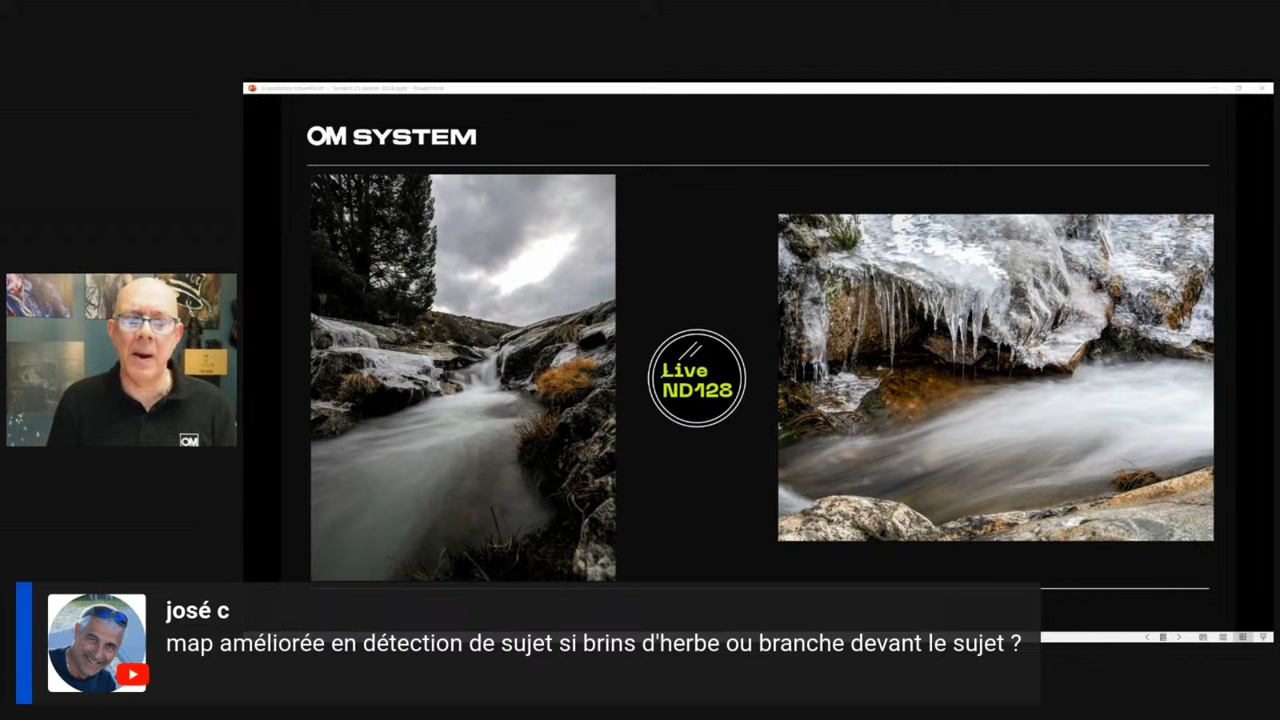 OM SYSTEM
Live
ND128
OM
josé c
map améliorée en détection de sujet si brins d'herbe ou branche devant le sujet ?